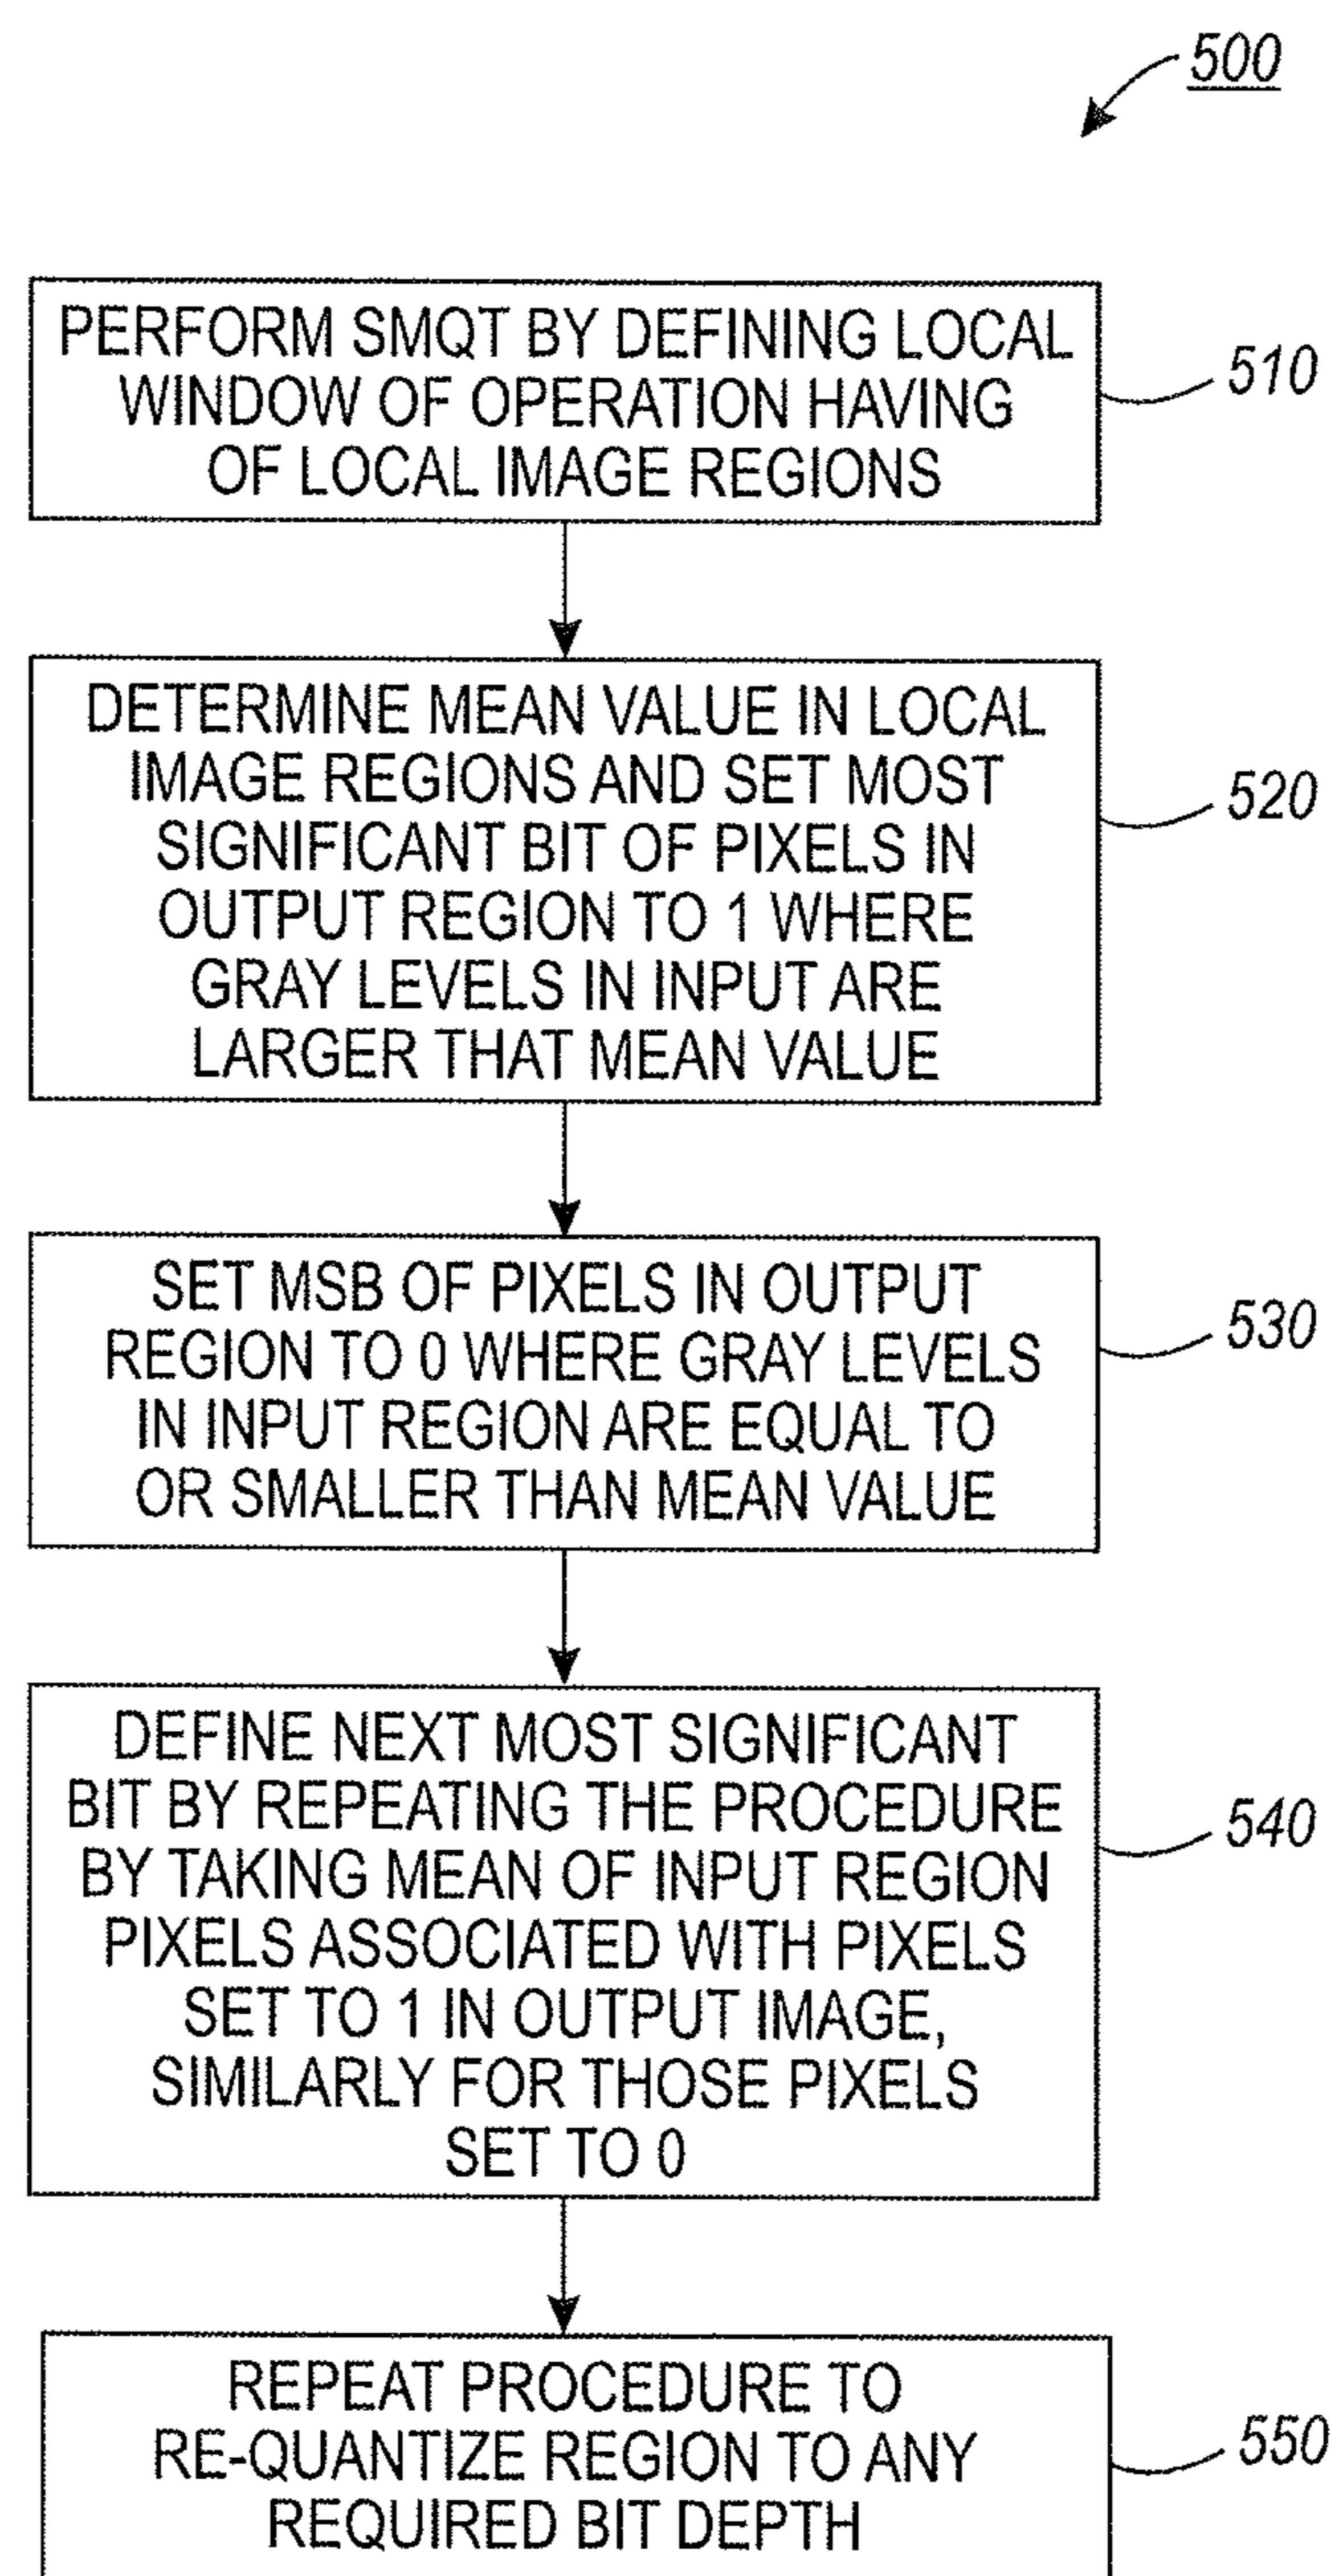 500
PERFORM SMQT BY DEFINING LOCAL
WINDOW OF OPERATION HAVING
OF LOCAL IMAGE REGIONS
510
DETERMINE MEAN VALUE IN LOCAL
IMAGE REGIONS AND SET MOST
SIGNIFICANT BIT OF PIXELS IN
OUTPUT REGION TO 1 WHERE
GRAY LEVELS IN INPUT ARE
LARGER THAT MEAN VALUE
520
SET MSB OF PIXELS IN OUTPUT
REGION TO 0 WHERE GRAY LEVELS
IN INPUT REGION ARE EQUAL TO
OR SMALLER THAN MEAN VALUE
530
DEFINE NEXT MOST SIGNIFICANT
BIT BY REPEATING THE PROCEDURE
BY TAKING MEAN OF INPUT REGION
PIXELS ASSOCIATED WITH PIXELS
SET TO 1 IN OUTPUT IMAGE,
SIMILARLY FOR THOSE PIXELS
SET TO 0
540
REPEAT PROCEDURE TO
RE-QUANTIZE REGION TO ANY
REQUIRED BIT DEPTH
550